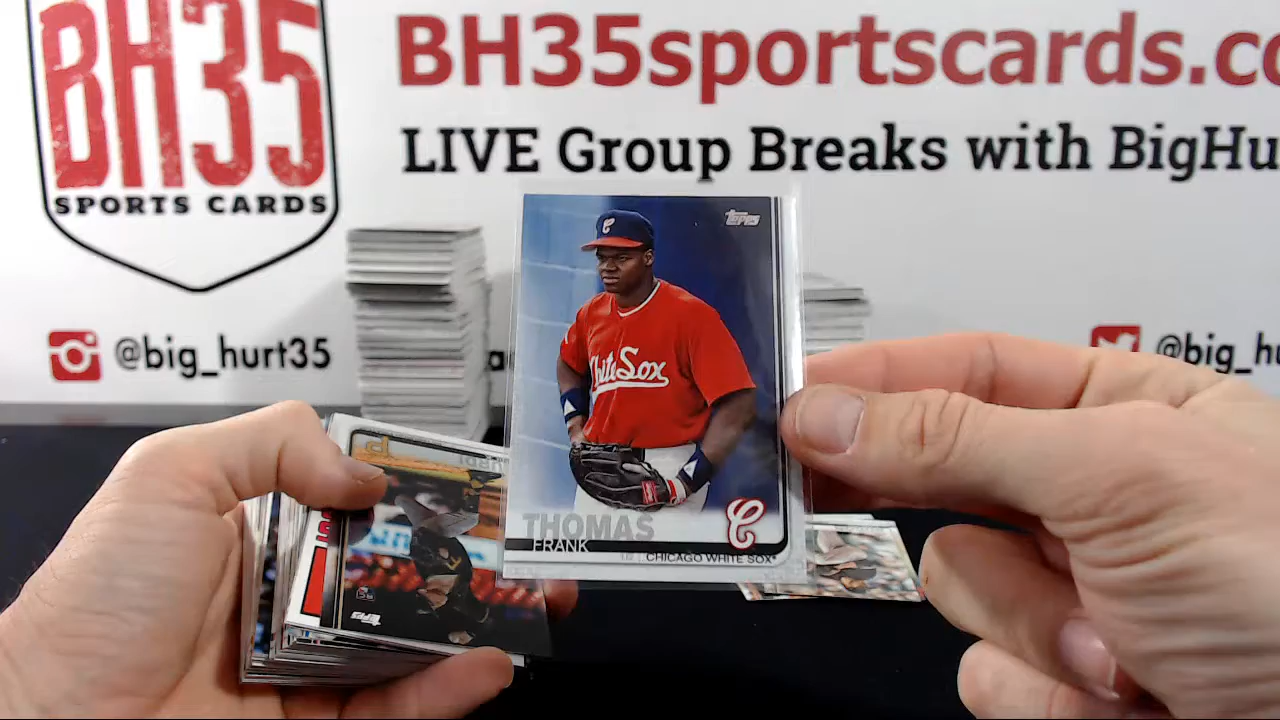 BH35
SPORTS CARDS
BH35sportscards.co
LIVE Group Breaks with BigHu
@big_hurt35
@big_hu
Topps
C
White Sox
THOMAS
FRANK
CHICAGO WHITE SOX
C
P
Topps